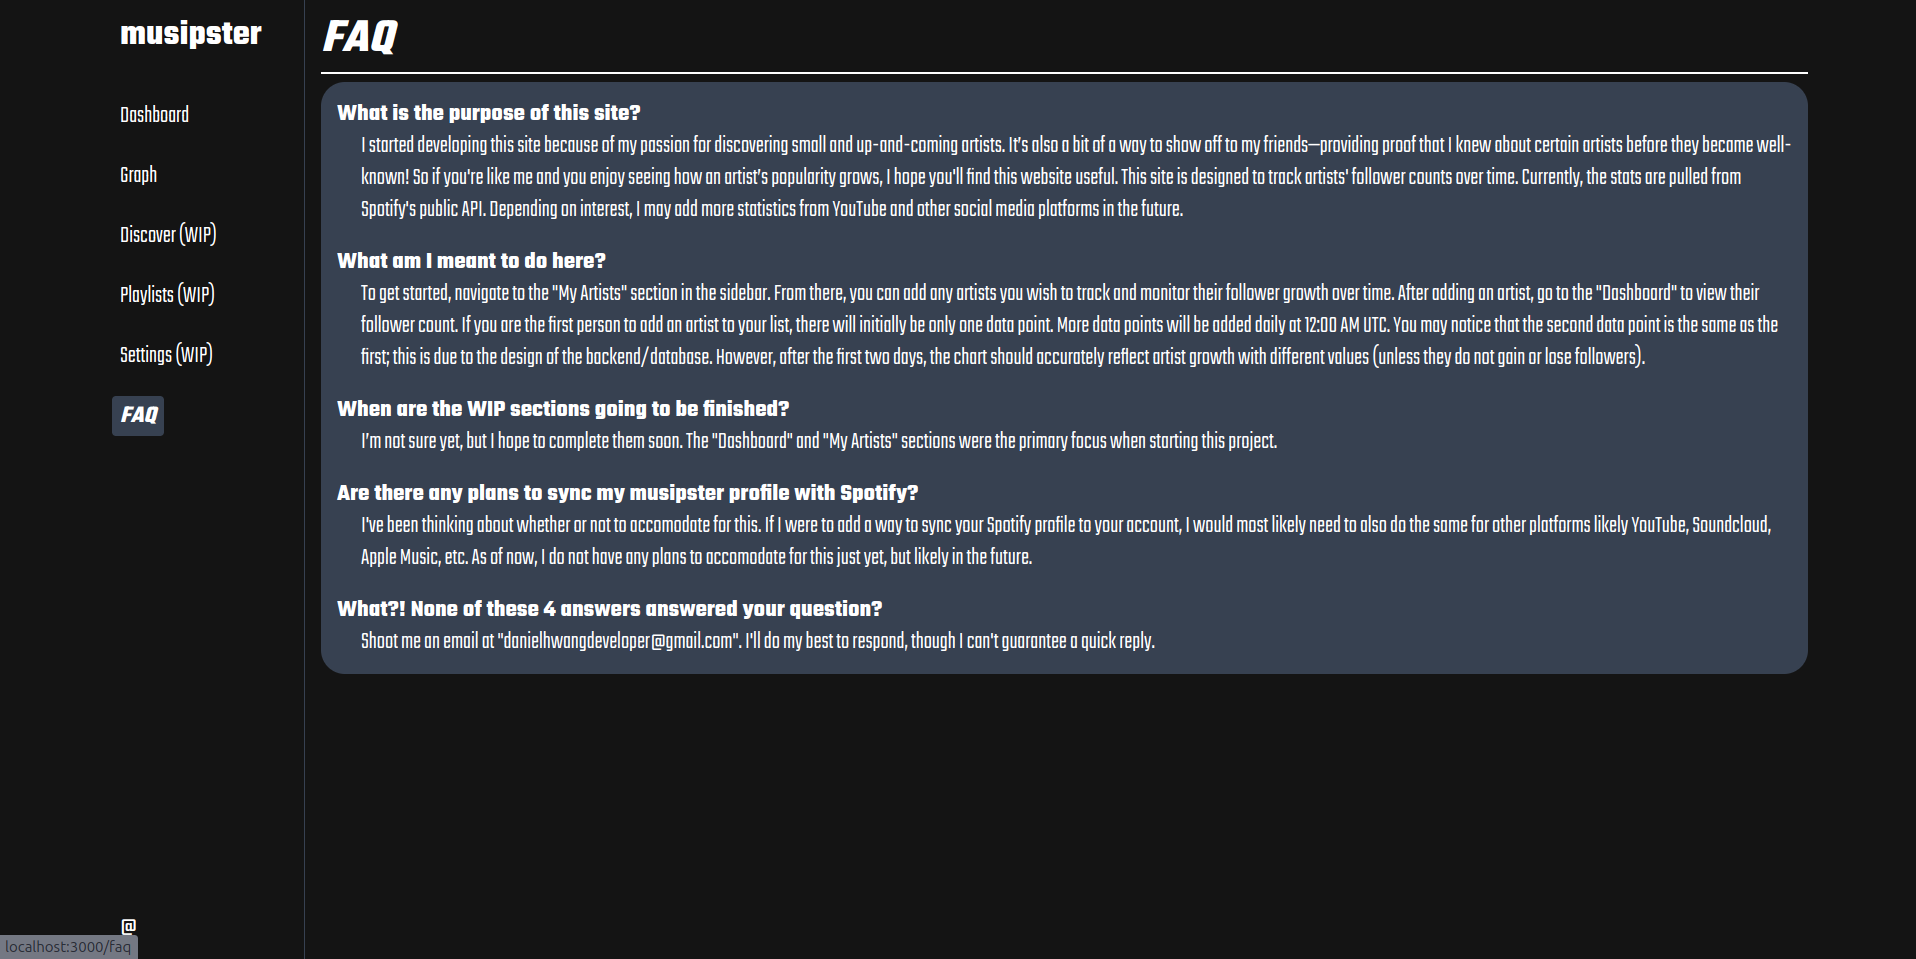 musipster
Dashboard
Graph
Discover (WIP)
Playlists (WIP)
Settings (WIP)
FAQ
@
localhost:3000/faq
FAQ
What is the purpose of this site?
I started developing this site because of my passion for discovering small and up-and-coming artists. It’s also a bit of a way to show off to my friends—providing proof that I knew about certain artists before they became well-
known! So if you're like me and you enjoy seeing how an artist’s popularity grows, I hope you'll find this website useful. This site is designed to track artists' follower counts over time. Currently, the stats are pulled from
Spotify's public API. Depending on interest, I may add more statistics from YouTube and other social media platforms in the future.
What am I meant to do here?
To get started, navigate to the "My Artists" section in the sidebar. From there, you can add any artists you wish to track and monitor their follower growth over time. After adding an artist, go to the "Dashboard" to view their
follower count. If you are the first person to add an artist to your list, there will initially be only one data point. More data points will be added daily at 12:00 AM UTC. You may notice that the second data point is the same as the
first; this is due to the design of the backend/database. However, after the first two days, the chart should accurately reflect artist growth with different values (unless they do not gain or lose followers).
When are the WIP sections going to be finished?
I’m not sure yet, but I hope to complete them soon. The "Dashboard" and "My Artists" sections were the primary focus when starting this project.
Are there any plans to sync my musipster profile with Spotify?
I've been thinking about whether or not to accomodate for this. If I were to add a way to sync your Spotify profile to your account, I would most likely need to also do the same for other platforms likely YouTube, Soundcloud,
Apple Music, etc. As of now, I do not have any plans to accomodate for this just yet, but likely in the future.
What?! None of these 4 answers answered your question?
Shoot me an email at "danielhwangdeveloper@gmail.com". I'll do my best to respond, though I can't guarantee a quick reply.